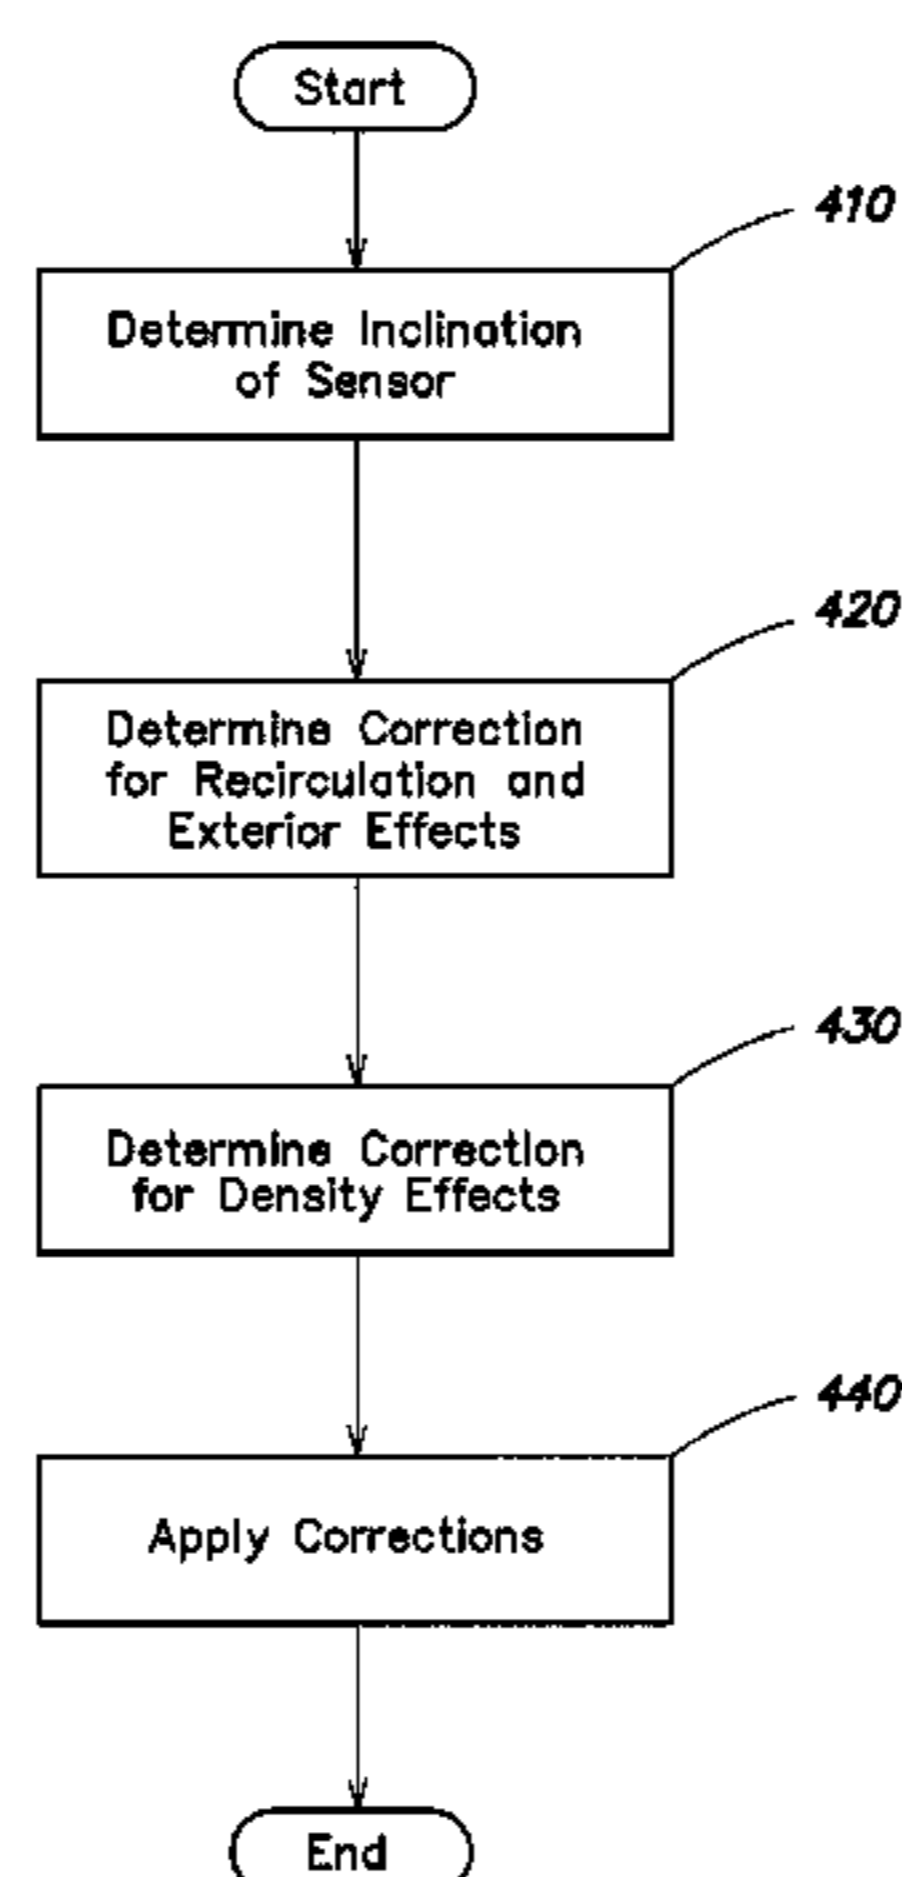 Start
410
Determine Inclination
of Sensor
420
Determine Correction
for Recirculation and
Exterior Effects
430
Determine Correction
for Density Effects
440
Apply Corrections
End